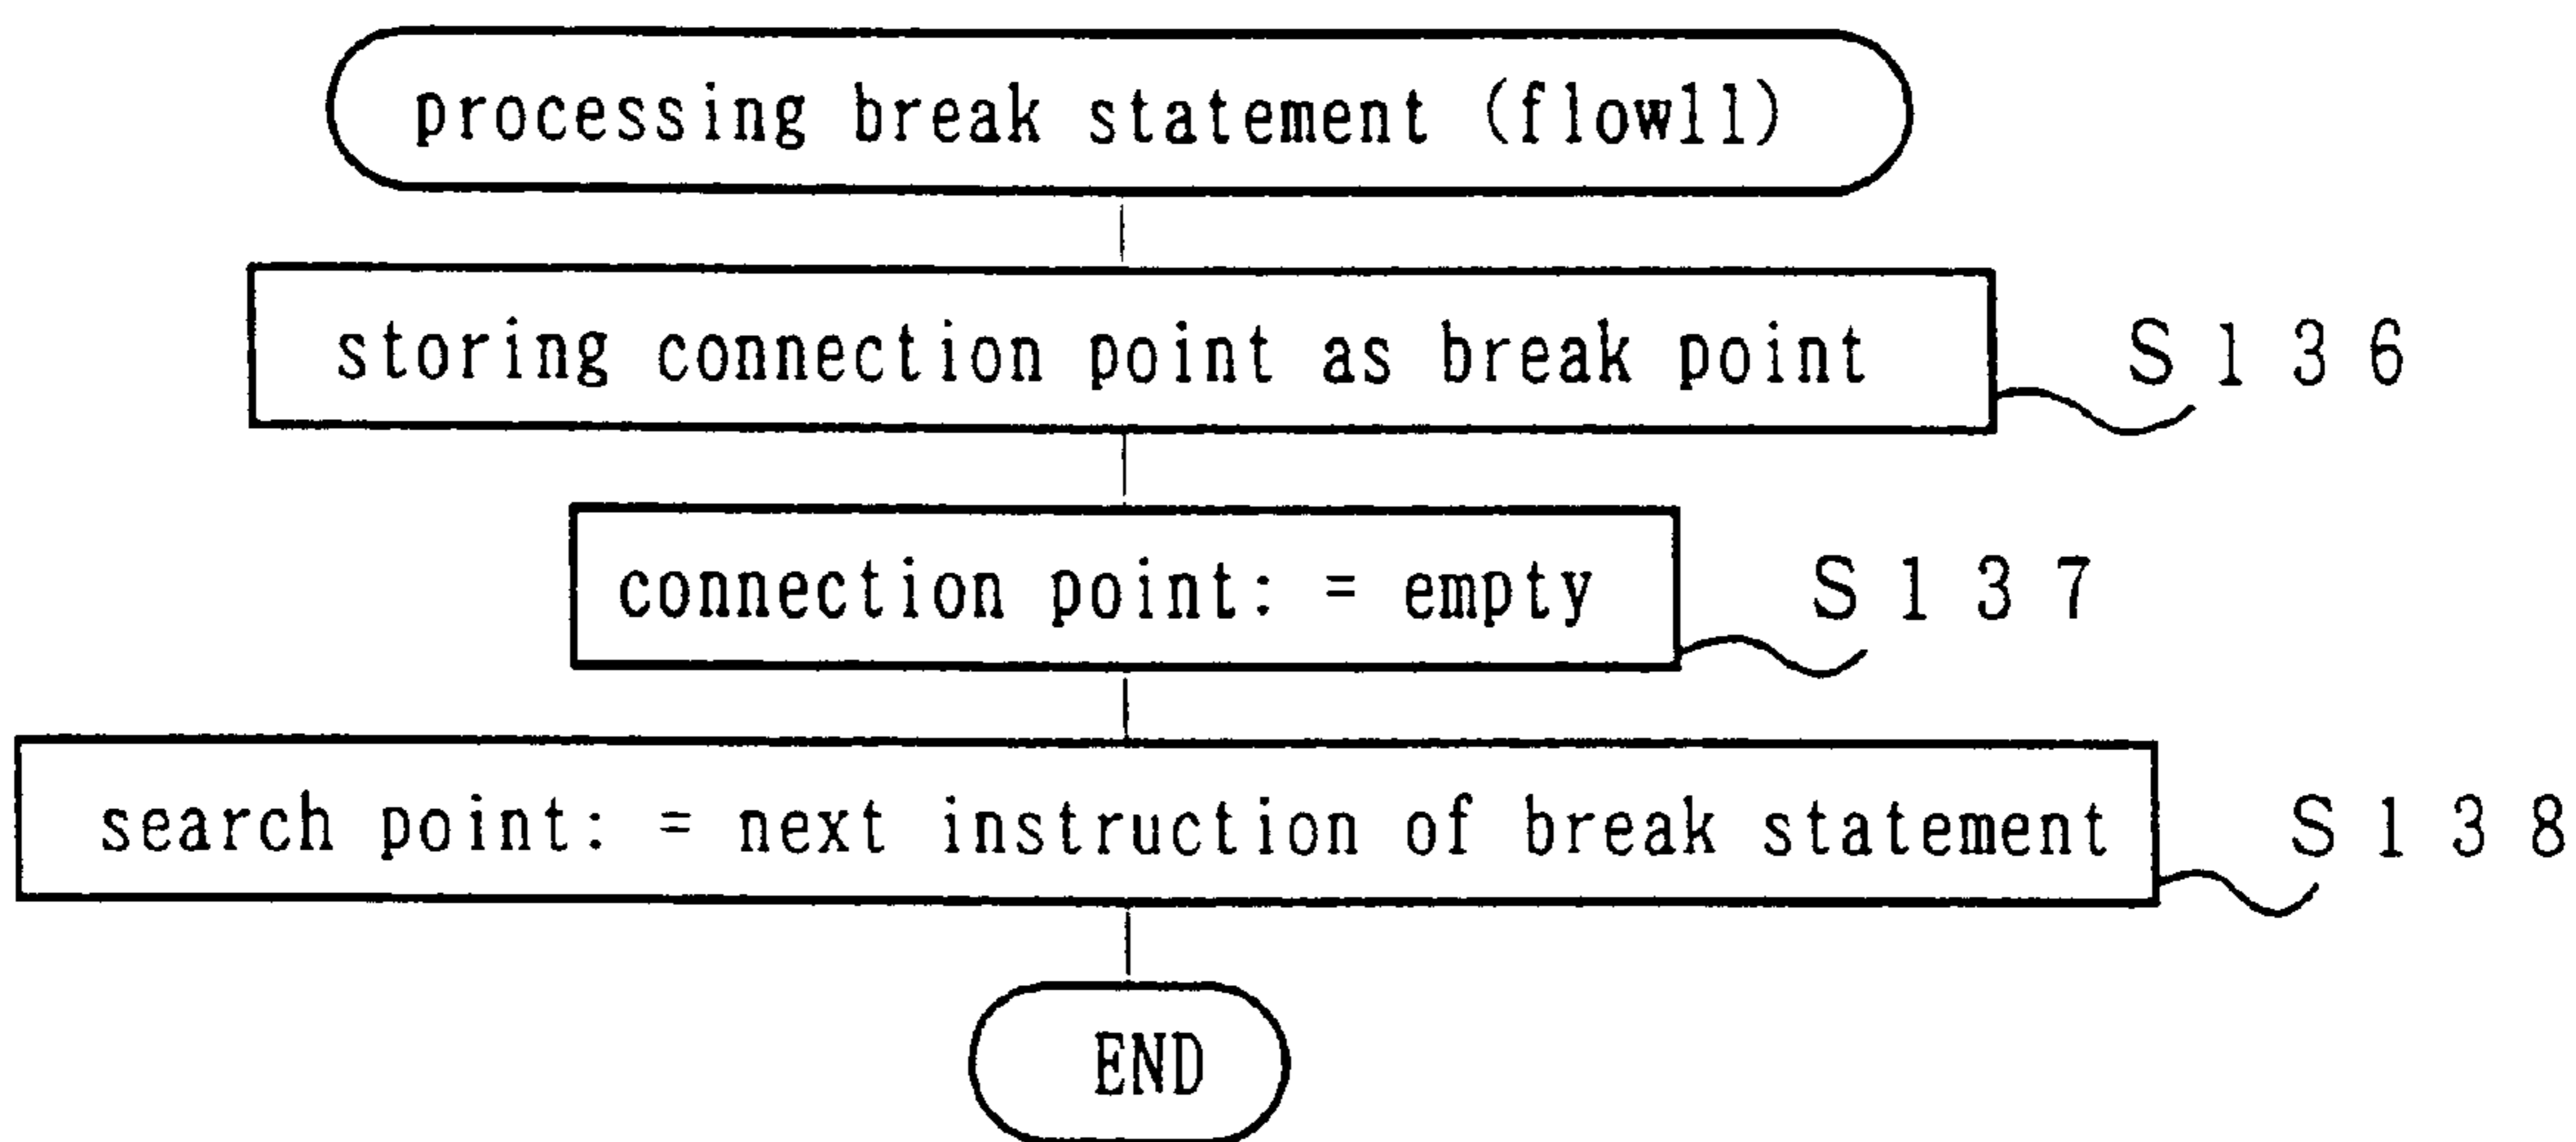 processing break statement (flow11)
storing connection point as break point
S136
connection point: = empty
S137
search point: = next instruction of break statement
S138
END